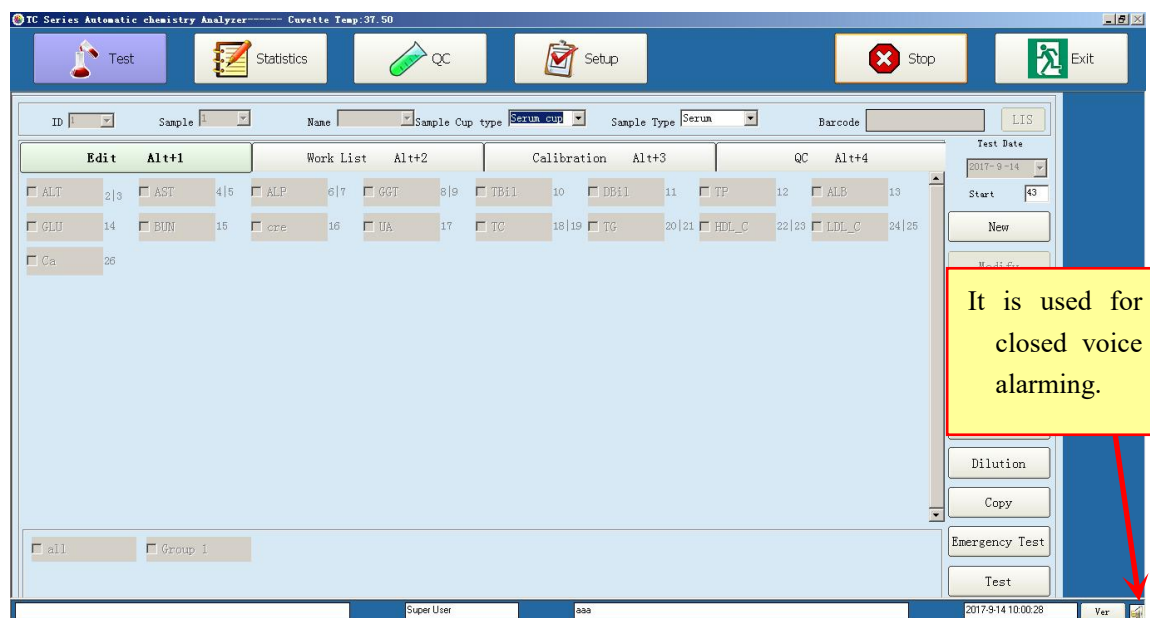 TC Series Automatic chemistry Analyzer------ Cuvette Temp:37.50
Test Statistics QC Setup Stop Exit
ID 1 Sample 1 Name Sample Cup type Serum cup Sample Type Serum Barcode LIS
Edit Alt+1 Work List Alt+2 Calibration Alt+3 QC Alt+4
Test Date
2017- 9 -14
Start 43
ALT 2|3 AST 4|5 ALP 6|7 GGT 8|9 TBil 10 DBil 11 TP 12 ALB 13
GLU 14 BUN 15 cre 16 UA 17 TC 18|19 TG 20|21 HDL_C 22|23 LDL_C 24|25
Ca 26
New
Modify
It is used for
closed voice
alarming.
Dilution
Copy
Emergency Test
Test
all Group 1
Super User aaa 2017-9-14 10:00:28 Ver